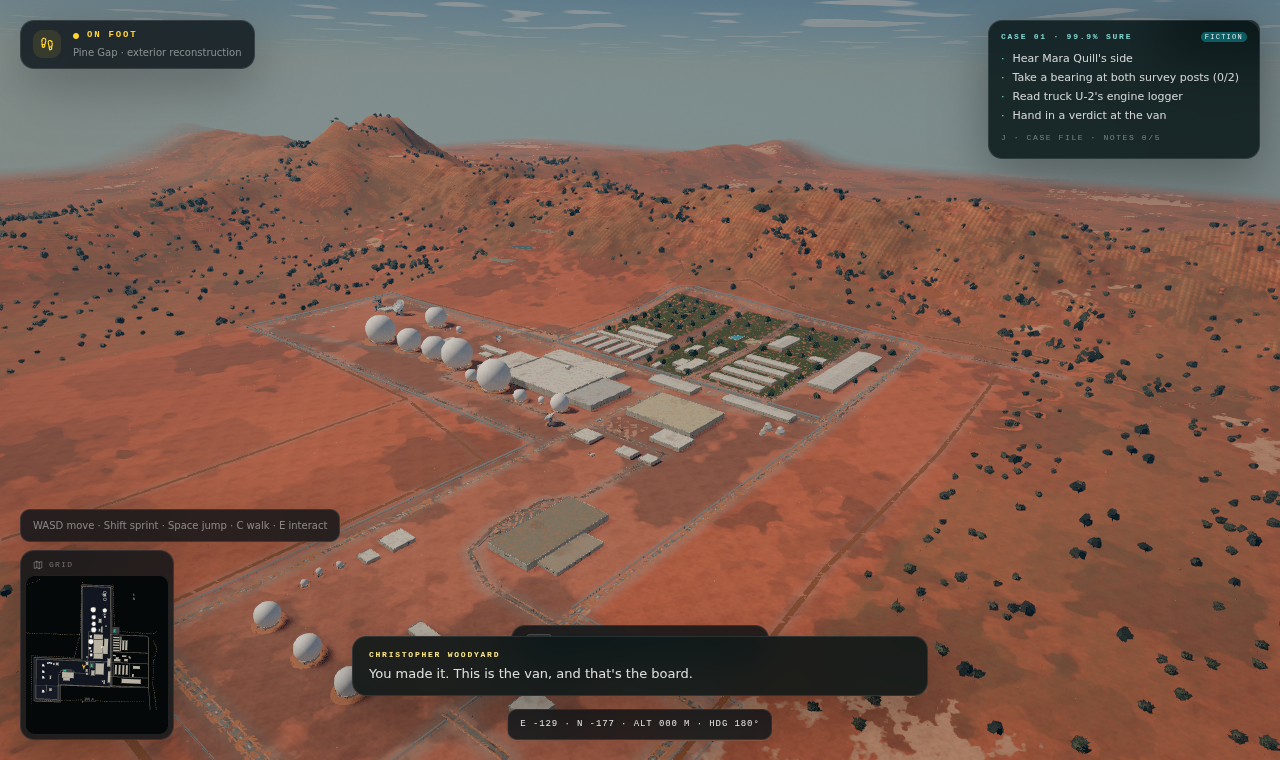 ON FOOT
Pine Gap · exterior reconstruction
CASE 01 · 99.9% SURE
FICTION
· Hear Mara Quill's side
· Take a bearing at both survey posts (0/2)
· Read truck U-2's engine logger
· Hand in a verdict at the van
J · CASE FILE · NOTES 0/5
WASD move · Shift sprint · Space jump · C walk · E interact
GRID
CHRISTOPHER WOODYARD
You made it. This is the van, and that's the board.
E -129 · N -177 · ALT 000 M · HDG 180°